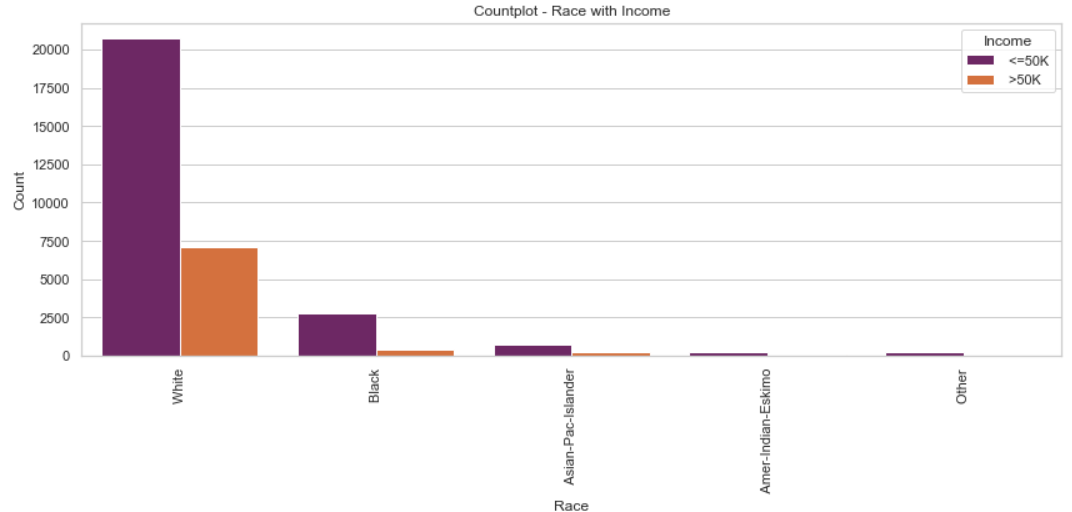 Countplot - Race with Income
Income
<=50K
>50K
20000
17500
15000
12500
10000
7500
5000
2500
0
Count
White
Black
Asian-Pac-Islander
Amer-Indian-Eskimo
Other
Race